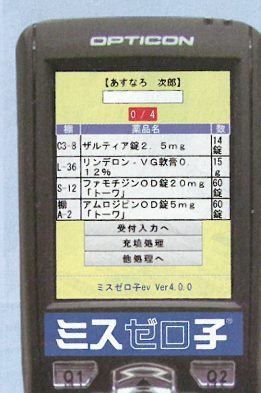 OPTICON
【あすなろ 次郎】
0 / 4
棚 薬品名 数
C3-8 ザルティア錠2.5mg 14錠
L-36 リンデロン-VG軟膏0.12% 15g
S-12 ファモチジンOD錠20mg「トーワ」 60錠
棚A-2 アムロジピンOD錠5mg「トーワ」 60錠
受付入力へ
充填処理
他処理へ
ミスゼロ子ev Ver4.0.0
ミスゼロ子®
Q1 Q2